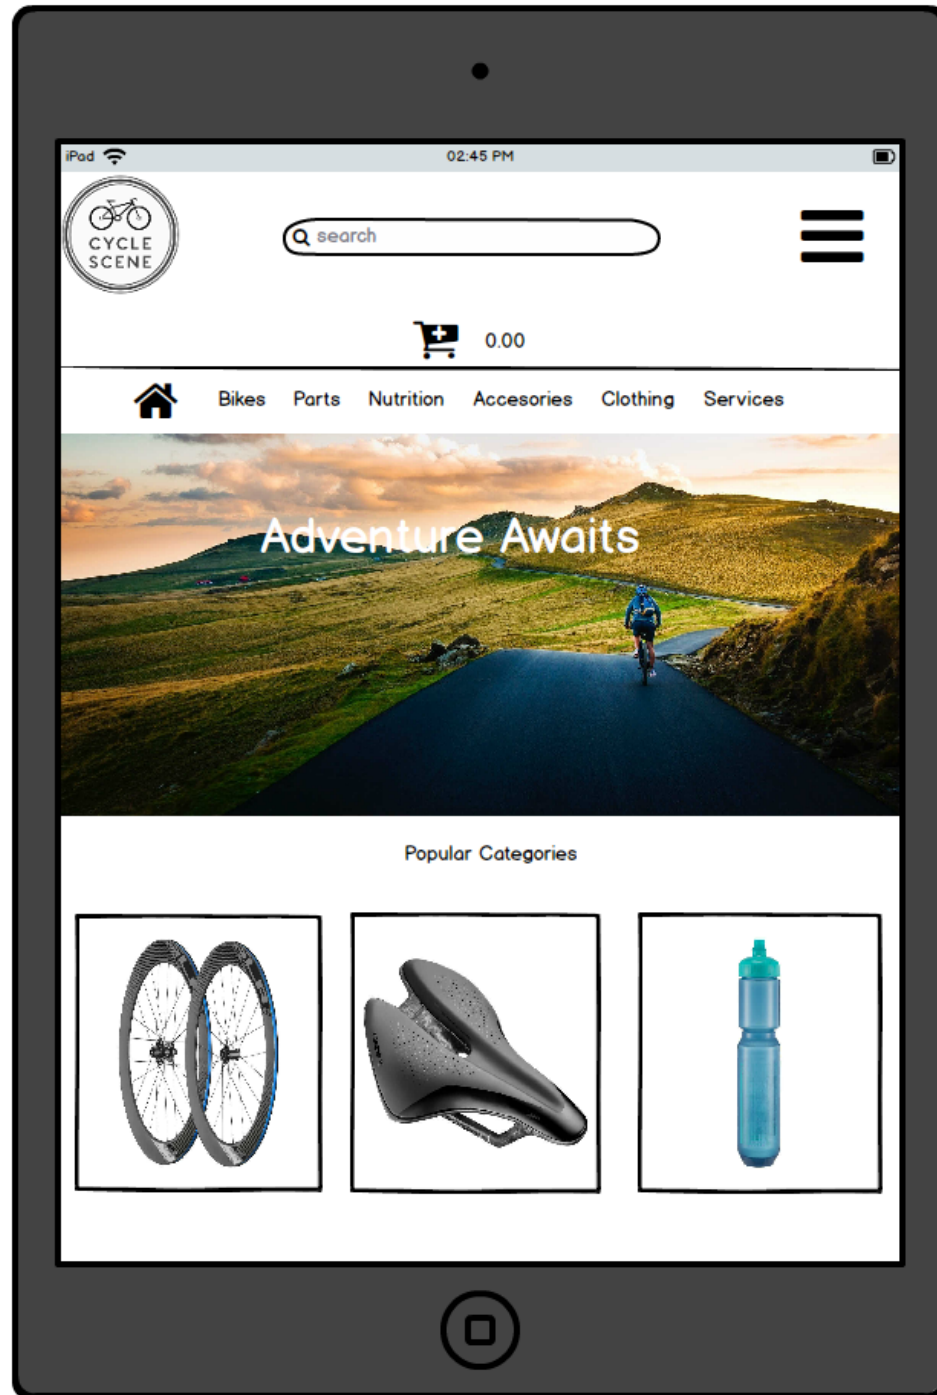 iPad 02:45 PM
CYCLE
SCENE
search
0.00
Bikes Parts Nutrition Accesories Clothing Services
Adventure Awaits
Popular Categories